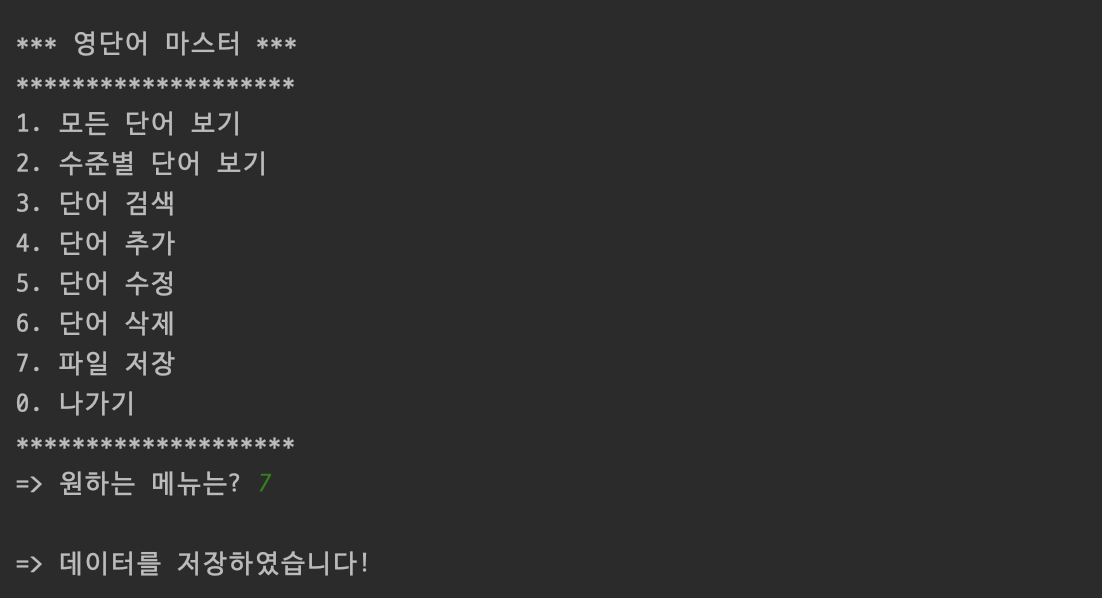 *** 영단어 마스터 ***
********************
1. 모든 단어 보기
2. 수준별 단어 보기
3. 단어 검색
4. 단어 추가
5. 단어 수정
6. 단어 삭제
7. 파일 저장
0. 나가기
********************
=> 원하는 메뉴는? 7
=> 데이터를 저장하였습니다!